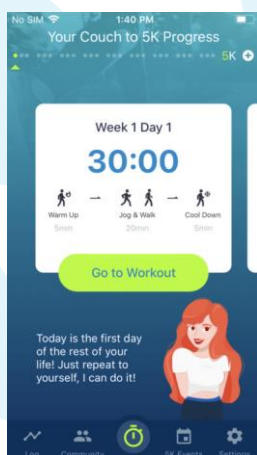 No SIM 1:40 PM
Your Couch to 5K Progress
5K
Week 1 Day 1
30:00
Warm Up Jog & Walk Cool Down
5min 20min 5min
Go to Workout
Today is the first day
of the rest of your
life! Just repeat to
yourself, I can do it!
Log Community 5K Events Settings